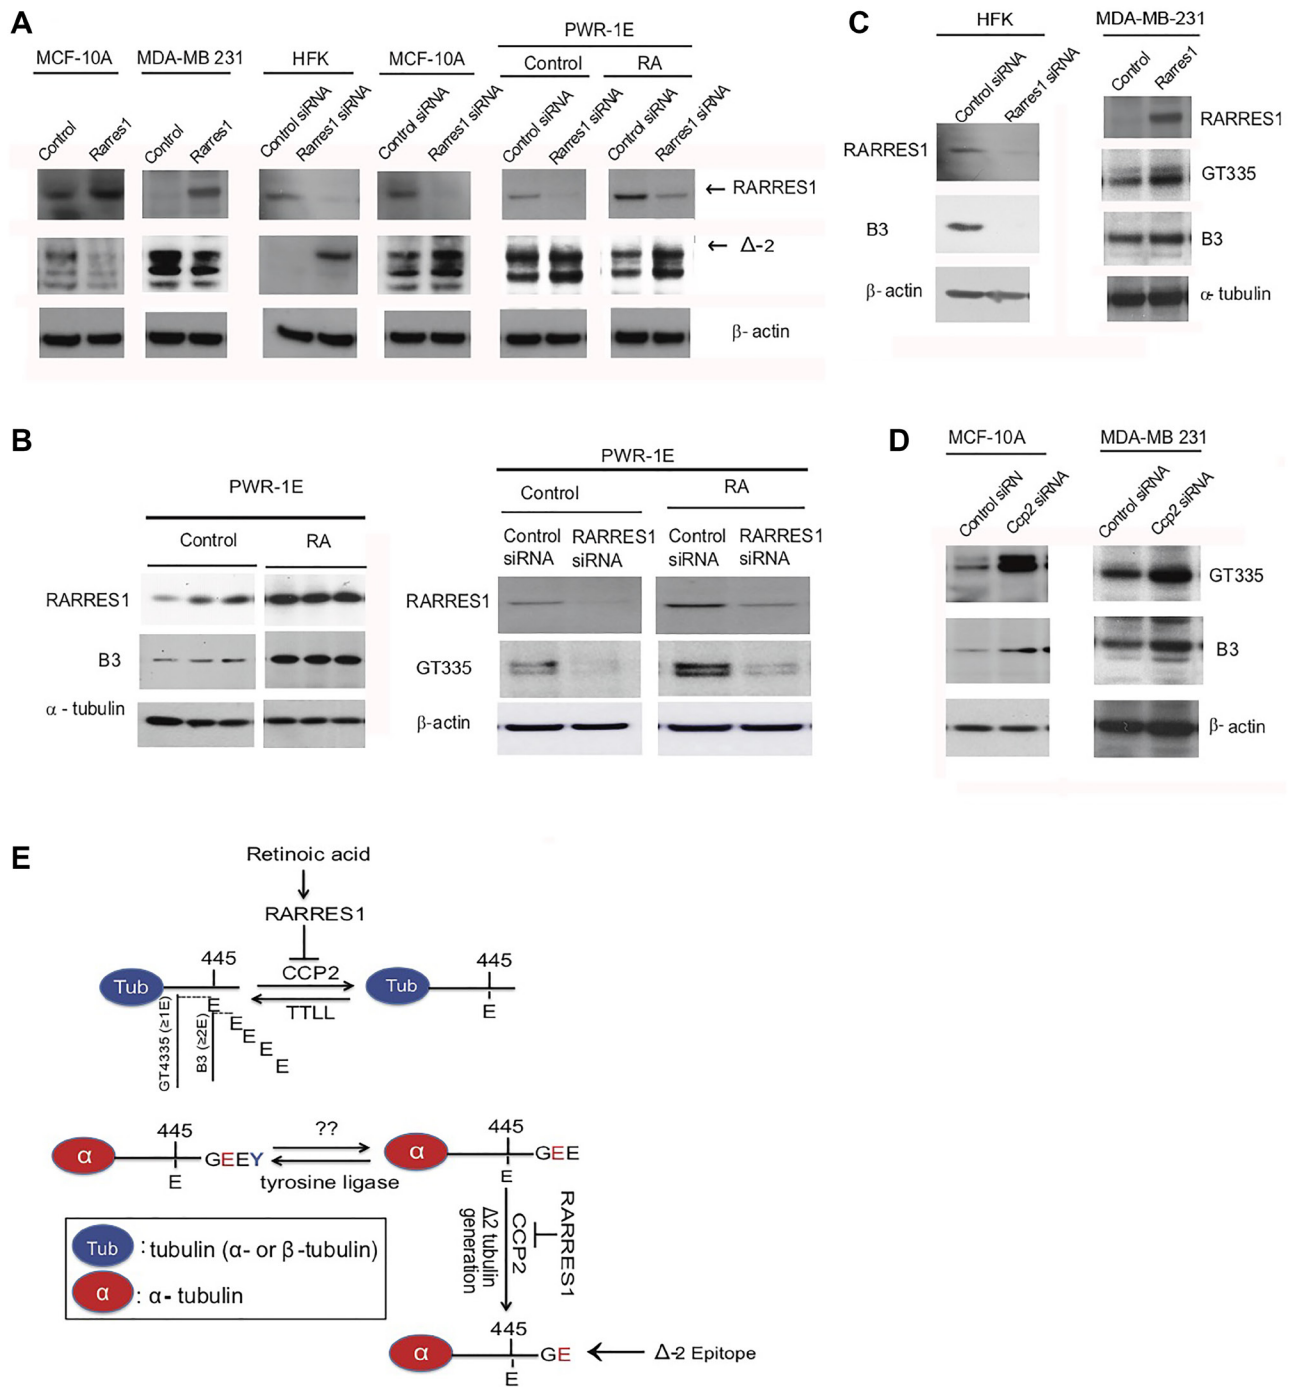 A
PWR-1E
MCF-10A MDA-MB 231 HFK MCF-10A Control RA
Control Rarres1 Control Rarres1 Control siRNA Rarres1 siRNA Control siRNA Rarres1 siRNA Control siRNA Rarres1 siRNA Control siRNA Rarres1 siRNA
← RARRES1
← Δ-2
β- actin
C
HFK MDA-MB-231
Control siRNA Rarres1 siRNA Control Rarres1
RARRES1
B3
β- actin
RARRES1
GT335
B3
α- tubulin
B
PWR-1E
Control RA
RARRES1
B3
α - tubulin
PWR-1E
Control RA
Control RARRES1 Control RARRES1
siRNA siRNA siRNA siRNA
RARRES1
GT335
β-actin
D
MCF-10A MDA-MB 231
Control siRN Ccp2 siRNA Control siRNA Ccp2 siRNA
GT335
B3
β- actin
E
Retinoic acid
RARRES1
445 CCP2 445
Tub Tub
TTLL
E E
E
E
E
E
GT4335 (≥1E)
B3 (≥2E)
445 ?? 445
α GEEY α GEE
E tyrosine ligase E
Δ2 tubulin
generation
CCP2
RARRES1
Tub : tubulin (α- or β-tubulin)
α : α- tubulin
445
α GE ← Δ-2 Epitope
E